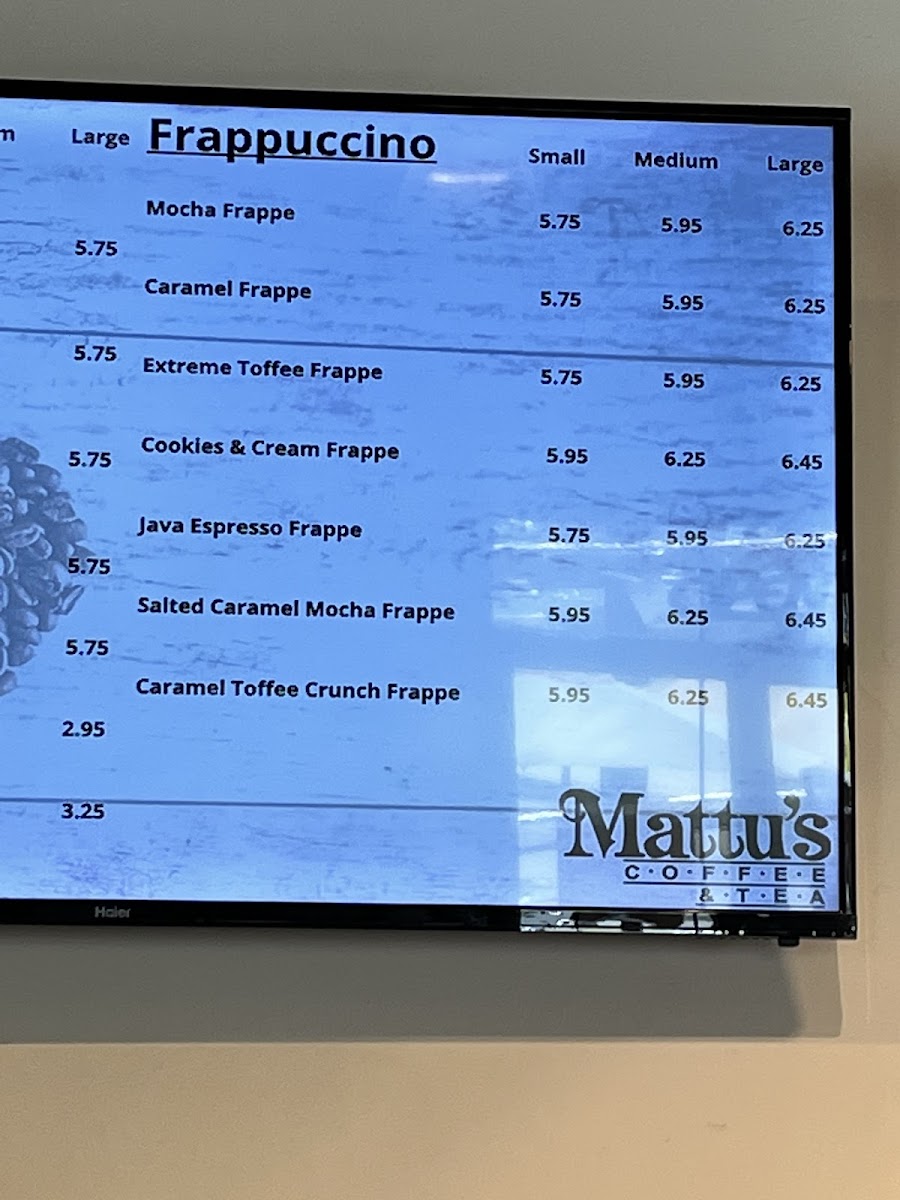 m Large
5.75
5.75
5.75
5.75
5.75
2.95
3.25
Frappuccino Small Medium Large
Mocha Frappe 5.75 5.95 6.25
Caramel Frappe 5.75 5.95 6.25
Extreme Toffee Frappe 5.75 5.95 6.25
Cookies & Cream Frappe 5.95 6.25 6.45
Java Espresso Frappe 5.75 5.95 6.25
Salted Caramel Mocha Frappe 5.95 6.25 6.45
Caramel Toffee Crunch Frappe 5.95 6.25 6.45
Mattu's
C·O·F·F·E·E
&·T·E·A
Haier